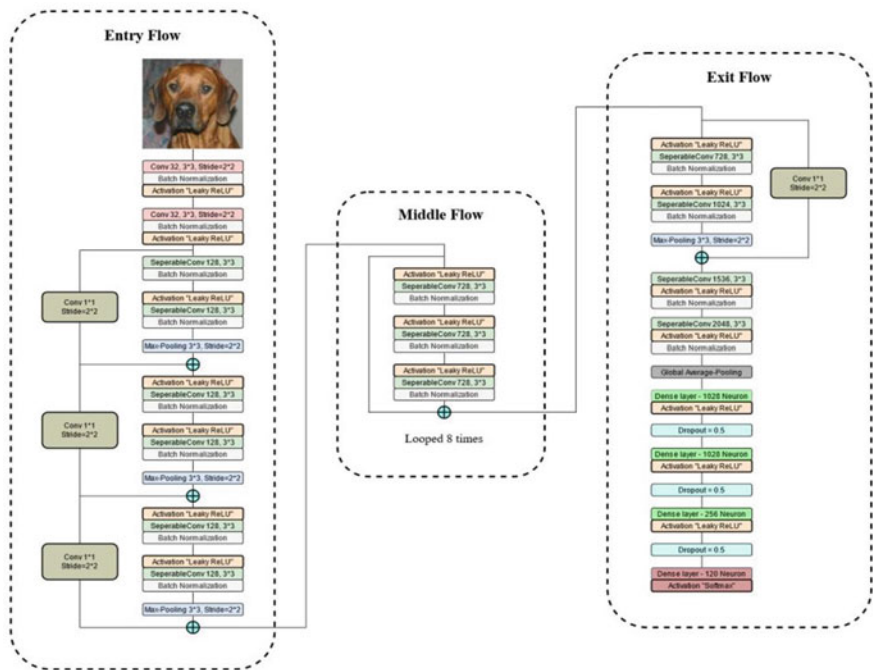 Entry Flow
Conv 32, 3*3, Stride=2*2
Batch Normalization
Activation "Leaky ReLU"
Conv 32, 3*3, Stride=2*2
Batch Normalization
Activation "Leaky ReLU"
SeperableConv 128, 3*3
Batch Normalization
Activation "Leaky ReLU"
SeperableConv 128, 3*3
Batch Normalization
Max-Pooling 3*3, Stride=2*2
Conv 1*1
Stride=2*2
Activation "Leaky ReLU"
SeperableConv 128, 3*3
Batch Normalization
Activation "Leaky ReLU"
SeperableConv 128, 3*3
Batch Normalization
Max-Pooling 3*3, Stride=2*2
Conv 1*1
Stride=2*2
Activation "Leaky ReLU"
SeperableConv 128, 3*3
Batch Normalization
Activation "Leaky ReLU"
SeperableConv 128, 3*3
Batch Normalization
Max-Pooling 3*3, Stride=2*2
Conv 1*1
Stride=2*2
Middle Flow
Activation "Leaky ReLU"
SeperableConv 728, 3*3
Batch Normalization
Activation "Leaky ReLU"
SeperableConv 728, 3*3
Batch Normalization
Activation "Leaky ReLU"
SeperableConv 728, 3*3
Batch Normalization
Looped 8 times
Exit Flow
Activation "Leaky ReLU"
SeperableConv 728, 3*3
Batch Normalization
Activation "Leaky ReLU"
SeperableConv 1024, 3*3
Batch Normalization
Max-Pooling 3*3, Stride=2*2
Conv 1*1
Stride=2*2
SeperableConv 1536, 3*3
Activation "Leaky ReLU"
Batch Normalization
SeperableConv 2048, 3*3
Activation "Leaky ReLU"
Batch Normalization
Global Average-Pooling
Dense layer - 1028 Neuron
Activation "Leaky ReLU"
Dropout = 0.5
Dense layer - 1028 Neuron
Activation "Leaky ReLU"
Dropout = 0.5
Dense layer - 256 Neuron
Activation "Leaky ReLU"
Dropout = 0.5
Dense layer - 120 Neuron
Activation "Softmax"